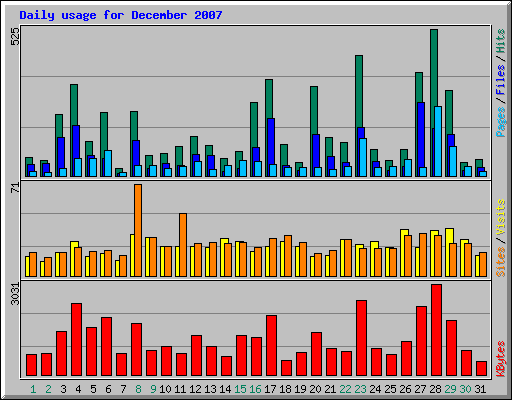 Daily usage for December 2007
525
Pages / Files / Hits
71
Sites / Visits
3031
KBytes
1 2 3 4 5 6 7 8 9 10 11 12 13 14 15 16 17 18 19 20 21 22 23 24 25 26 27 28 29 30 31